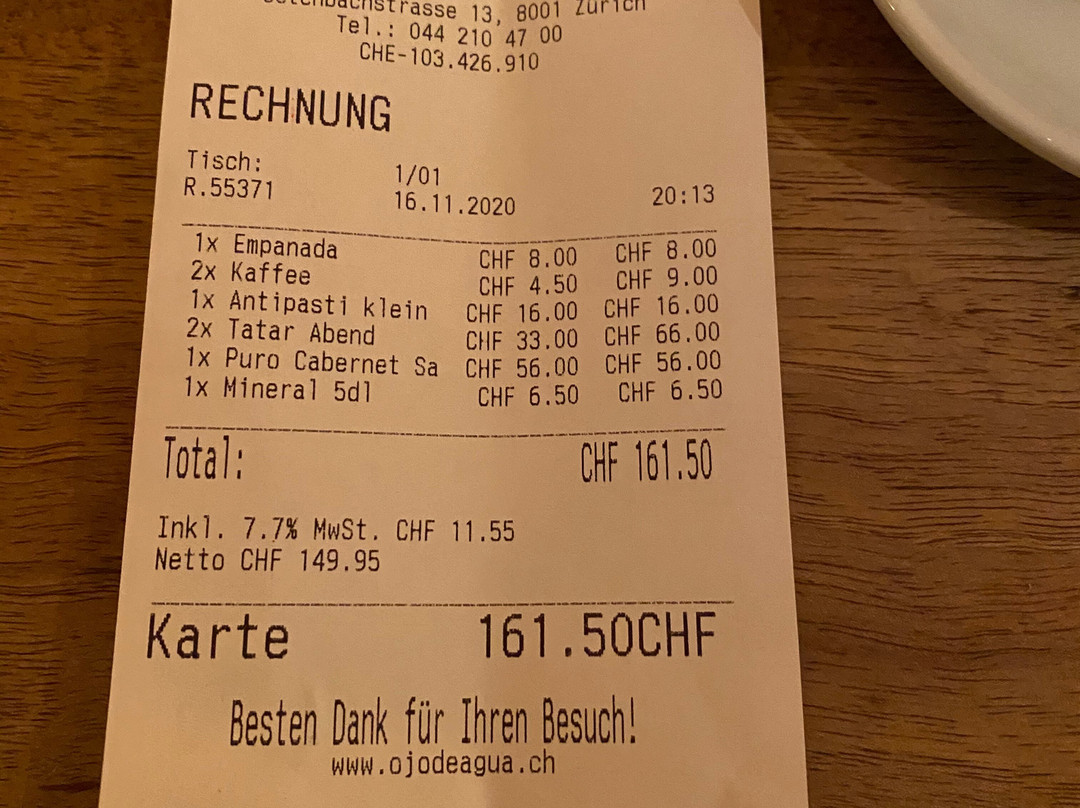 13, 8001 Zürich
Tel.: 044 210 47 00
CHE-103.426.910
RECHNUNG
Tisch: 1/01
R.55371 16.11.2020 20:13
1x Empanada CHF 8.00 CHF 8.00
2x Kaffee CHF 4.50 CHF 9.00
1x Antipasti klein CHF 16.00 CHF 16.00
2x Tatar Abend CHF 33.00 CHF 66.00
1x Puro Cabernet Sa CHF 56.00 CHF 56.00
1x Mineral 5dl CHF 6.50 CHF 6.50
Total: CHF 161.50
Inkl. 7.7% MwSt. CHF 11.55
Netto CHF 149.95
Karte 161.50CHF
Besten Dank für Ihren Besuch!
www.ojodeagua.ch